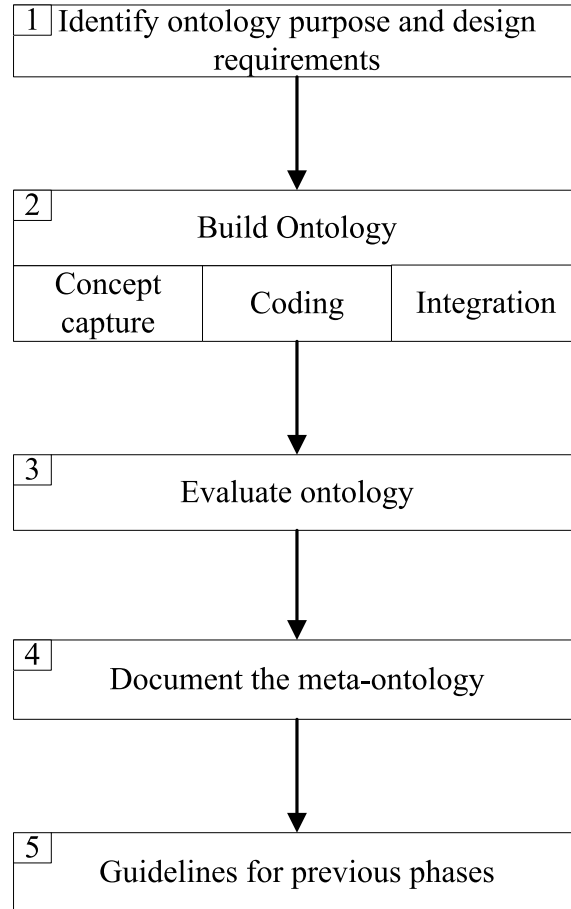 1 Identify ontology purpose and design
requirements
2
Build Ontology
Concept
capture
Coding
Integration
3
Evaluate ontology
4
Document the meta-ontology
5
Guidelines for previous phases